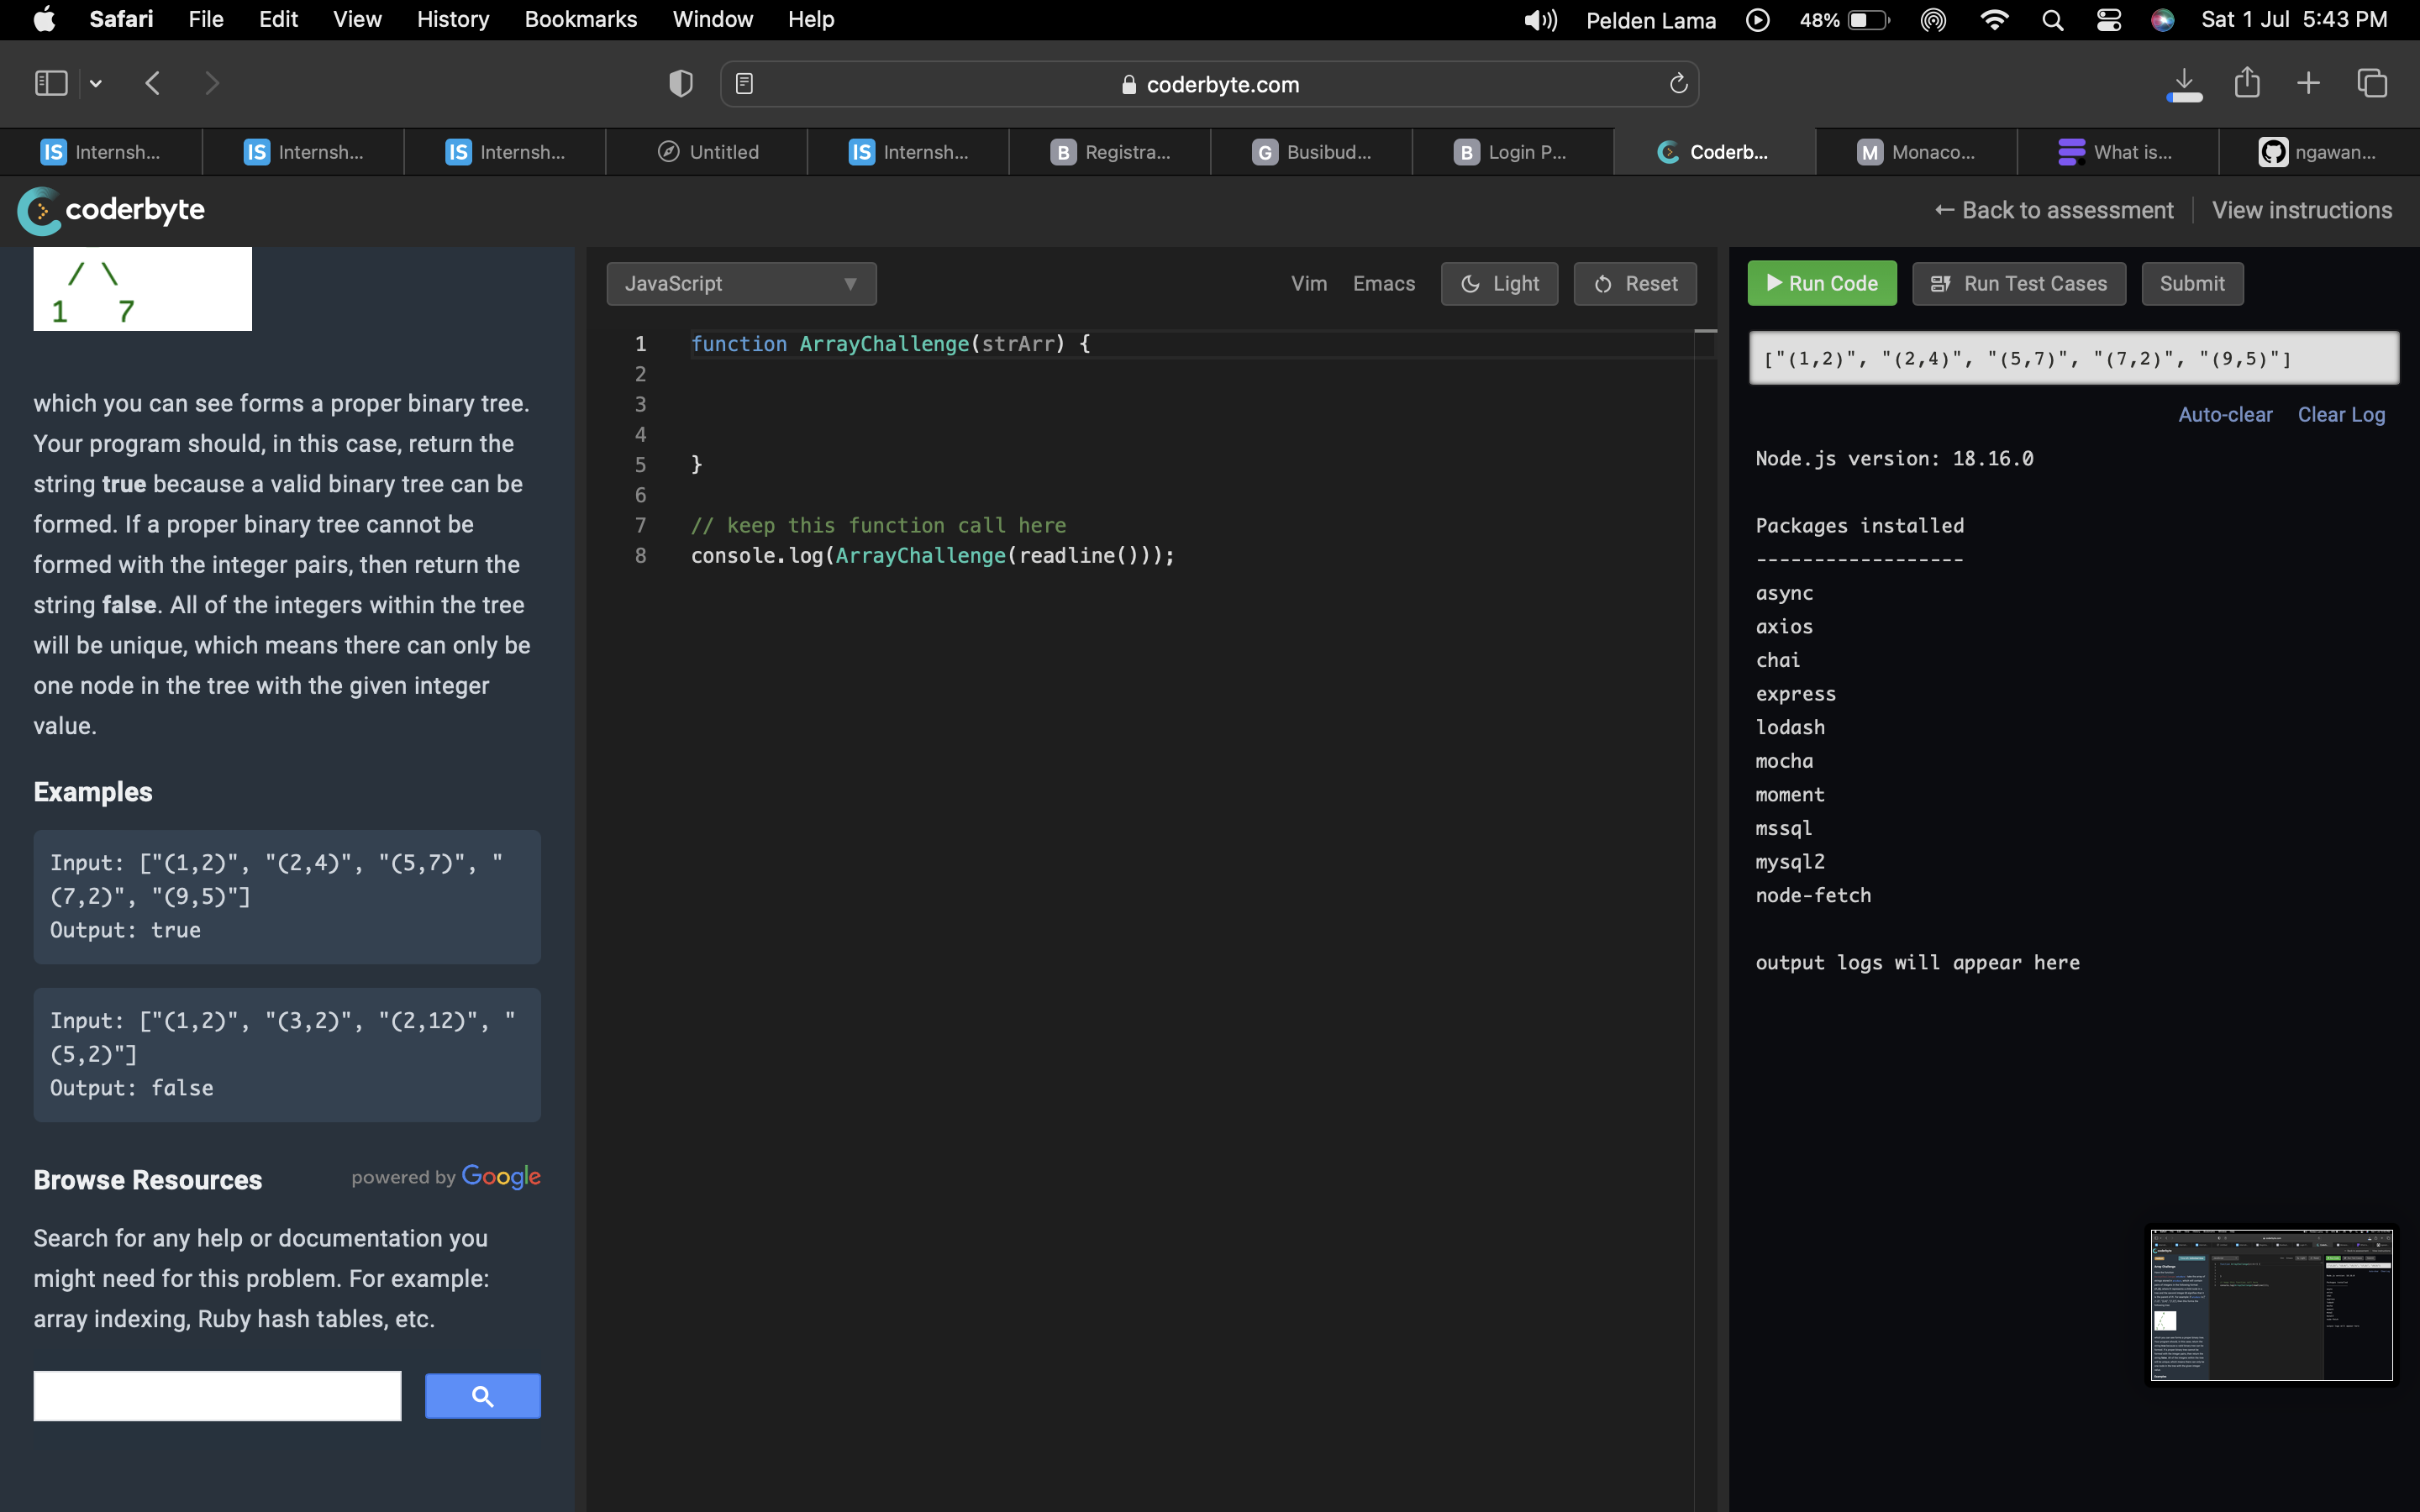 Safari File Edit View History Bookmarks Window Help Pelden Lama 48% Sat 1 Jul 5:43 PM
coderbyte.com
IS Internsh... IS Internsh... IS Internsh... Untitled IS Internsh... B Registra... G Busibud... B Login P... Coderb... M Monaco... What is... ngawan...
coderbyte ← Back to assessment View instructions
/ \
1 7
which you can see forms a proper binary tree.
Your program should, in this case, return the
string true because a valid binary tree can be
formed. If a proper binary tree cannot be
formed with the integer pairs, then return the
string false. All of the integers within the tree
will be unique, which means there can only be
one node in the tree with the given integer
value.
Examples
Input: ["(1,2)", "(2,4)", "(5,7)", "
(7,2)", "(9,5)"]
Output: true
Input: ["(1,2)", "(3,2)", "(2,12)", "
(5,2)"]
Output: false
Browse Resources powered by Google
Search for any help or documentation you
might need for this problem. For example:
array indexing, Ruby hash tables, etc.
JavaScript Vim Emacs Light Reset
1 function ArrayChallenge(strArr) {
2
3
4
5 }
6
7 // keep this function call here
8 console.log(ArrayChallenge(readline()));
Run Code Run Test Cases Submit
["(1,2)", "(2,4)", "(5,7)", "(7,2)", "(9,5)"]
Auto-clear Clear Log
Node.js version: 18.16.0
Packages installed
------------------
async
axios
chai
express
lodash
mocha
moment
mssql
mysql2
node-fetch
output logs will appear here